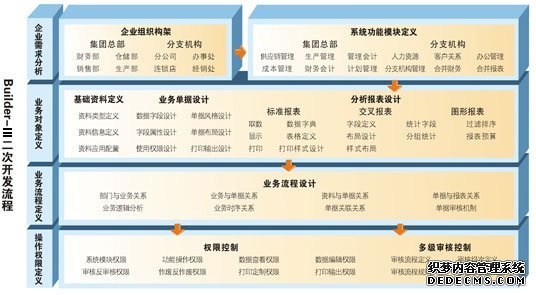 Builder-III二次开发流程
企业需求分析
企业组织构架
集团总部 分支机构
财务部 仓储部 分公司 办事处
销售部 生产部 连锁店 经销处
系统功能模块定义
集团总部 分支机构
供应链管理 生产管理 管理会计 人力资源 客户关系 办公管理
成本管理 财务会计 计划管理 分支机构管理 合并财务 合并报表
业务对象定义
基础资料定义 业务单据设计
资料类型定义 数据字段设计 单据风格设计
资料信息定义 字段属性设计 单据布局设计
资料应用配置 使用权限设计 打印输出设计
分析报表设计
标准报表 交叉报表 图形报表
取数 数据字典 字段定义 统计字段 过滤排序
显示 表格定义 布局设计 分组统计 报表预算
打印 打印样式设计 样式布局
业务流程定义
业务流程设计
部门与业务关系 业务与单据关系 资料与单据关系 单据与报表关系
业务逻辑分析 业务时序关系 单据关联关系 单据审核机制
操作权限定义
权限控制 多级审核控制
系统模块权限 功能操作权限 数据查看权限 数据编辑权限 审核流程定义
审核反审核权限 作废反作废权限 打印定制权限 打印输出权限 审核流程规
织梦内容管理系统
DEDECMS.COM